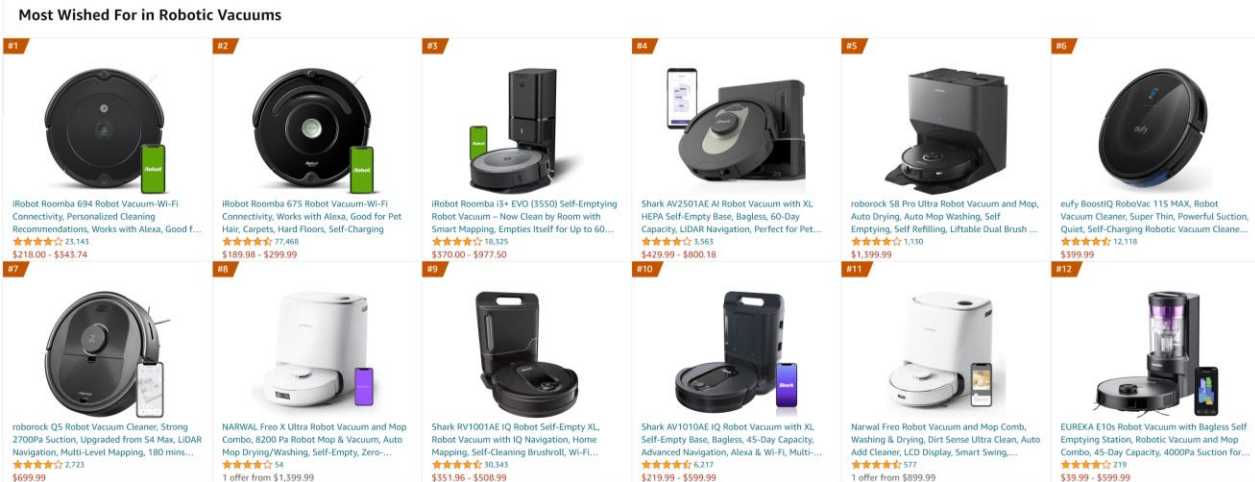 Most Wished For in Robotic Vacuums
#1
iRobot
iRobot Roomba 694 Robot Vacuum-Wi-Fi
Connectivity, Personalized Cleaning
Recommendations, Works with Alexa, Good f...
23,143
$218.00 - $343.74
#2
iRobot
iRobot
iRobot Roomba 675 Robot Vacuum-Wi-Fi
Connectivity, Works with Alexa, Good for Pet
Hair, Carpets, Hard Floors, Self-Charging
77,468
$189.98 - $299.99
#3
iRobot
iRobot Roomba i3+ EVO (3550) Self-Emptying
Robot Vacuum – Now Clean by Room with
Smart Mapping, Empties Itself for Up to 60...
18,325
$370.00 - $977.50
#4
Shark
Shark AV2501AE AI Robot Vacuum with XL
HEPA Self-Empty Base, Bagless, 60-Day
Capacity, LIDAR Navigation, Perfect for Pet...
3,563
$429.99 - $800.18
#5
roborock S8 Pro Ultra Robot Vacuum and Mop,
Auto Drying, Auto Mop Washing, Self
Emptying, Self Refilling, Liftable Dual Brush ...
1,130
$1,399.99
#6
eufy
eufy BoostIQ RoboVac 11S MAX, Robot
Vacuum Cleaner, Super Thin, Powerful Suction,
Quiet, Self-Charging Robotic Vacuum Cleane...
12,118
$399.99
#7
roborock Q5 Robot Vacuum Cleaner, Strong
2700Pa Suction, Upgraded from S4 Max, LiDAR
Navigation, Multi-Level Mapping, 180 mins...
2,723
$699.99
#8
NARWAL Freo X Ultra Robot Vacuum and Mop
Combo, 8200 Pa Robot Mop & Vacuum, Auto
Mop Drying/Washing, Self-Empty, Zero-...
54
1 offer from $1,399.99
#9
Shark RV1001AE IQ Robot Self-Empty XL,
Robot Vacuum with IQ Navigation, Home
Mapping, Self-Cleaning Brushroll, Wi-Fi...
30,343
$351.96 - $508.99
#10
Shark
Shark AV1010AE IQ Robot Vacuum with XL
Self-Empty Base, Bagless, 45-Day Capacity,
Advanced Navigation, Alexa & Wi-Fi, Multi-...
6,217
$219.99 - $599.99
#11
Narwal Freo Robot Vacuum and Mop Combo,
Washing & Drying, Dirt Sense Ultra Clean, Auto
Add Cleaner, LCD Display, Smart Swing,...
577
1 offer from $899.99
#12
EUREKA E10s Robot Vacuum with Bagless Self
Emptying Station, Robotic Vacuum and Mop
Combo, 45-Day Capacity, 4000Pa Suction for...
219
$39.99 - $599.99